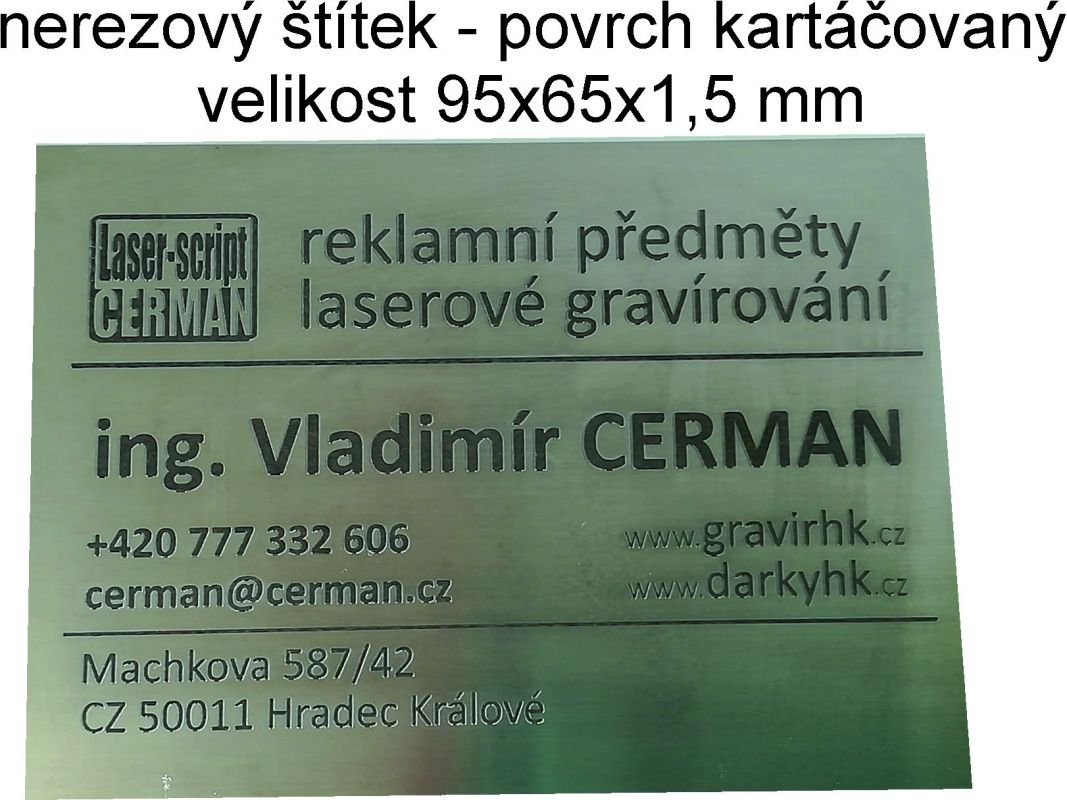 nerezový štítek - povrch kartáčovaný
velikost 95x65x1,5 mm
Laser-script
CERMAN
reklamní předměty
laserové gravírování
ing. Vladimír CERMAN
+420 777 332 606
cerman@cerman.cz
www.gravirhk.cz
www.darkyhk.cz
Machkova 587/42
CZ 50011 Hradec Králové